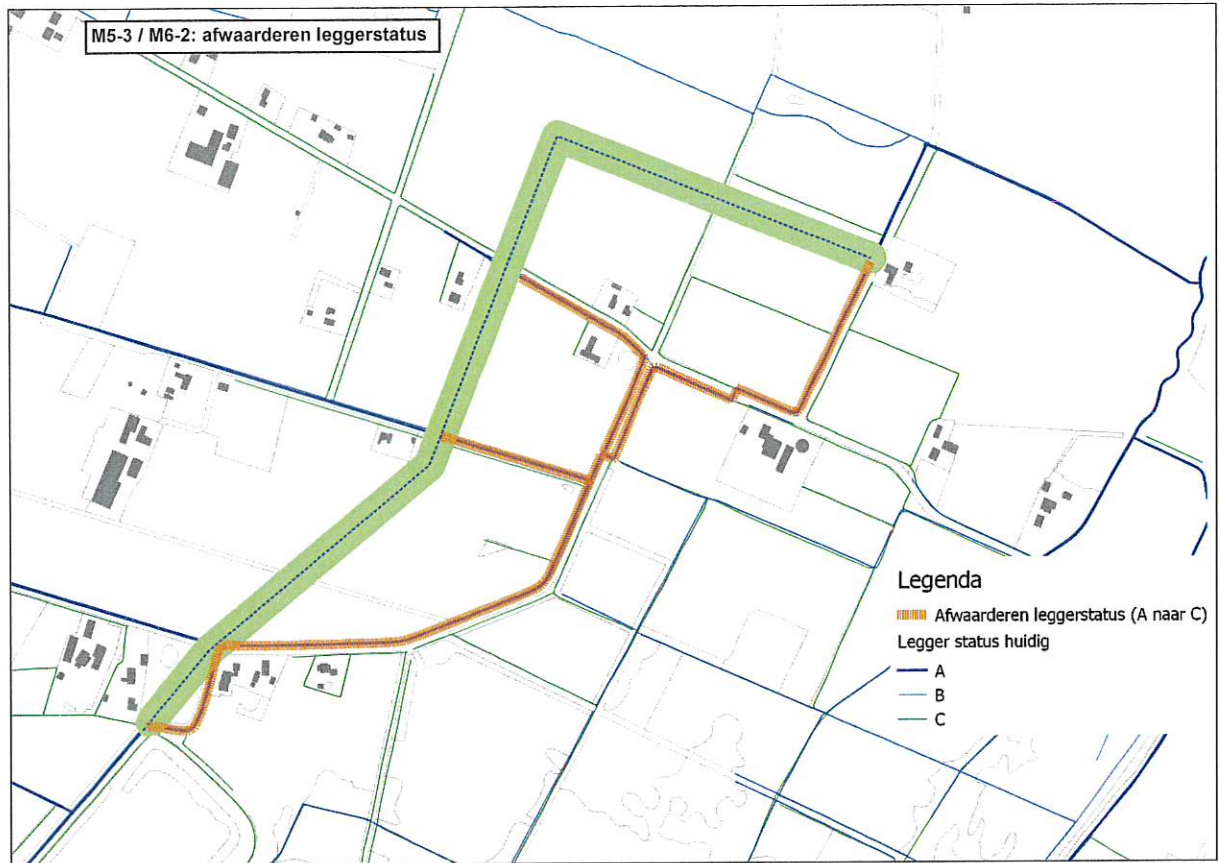 M5-3 / M6-2: afwaarderen leggerstatus
Legenda
Afwaarderen leggerstatus (A naar C)
Legger status huidig
A
B
C